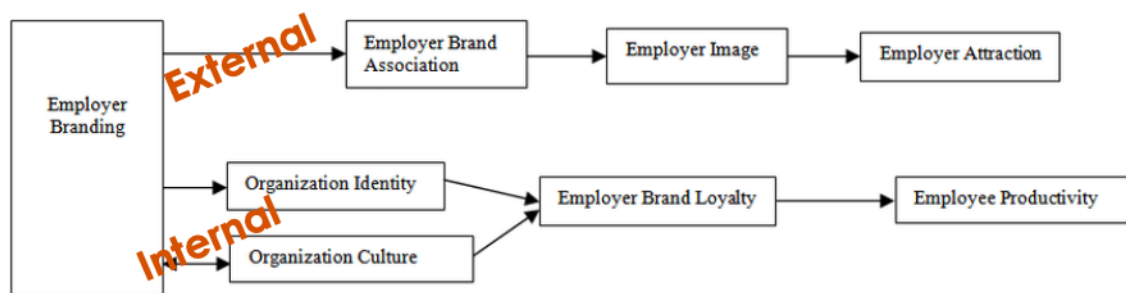 External
Employer Brand
Association
Employer Image
Employer Attraction
Employer
Branding
Organization Identity
Employer Brand Loyalty
Employee Productivity
Internal
Organization Culture